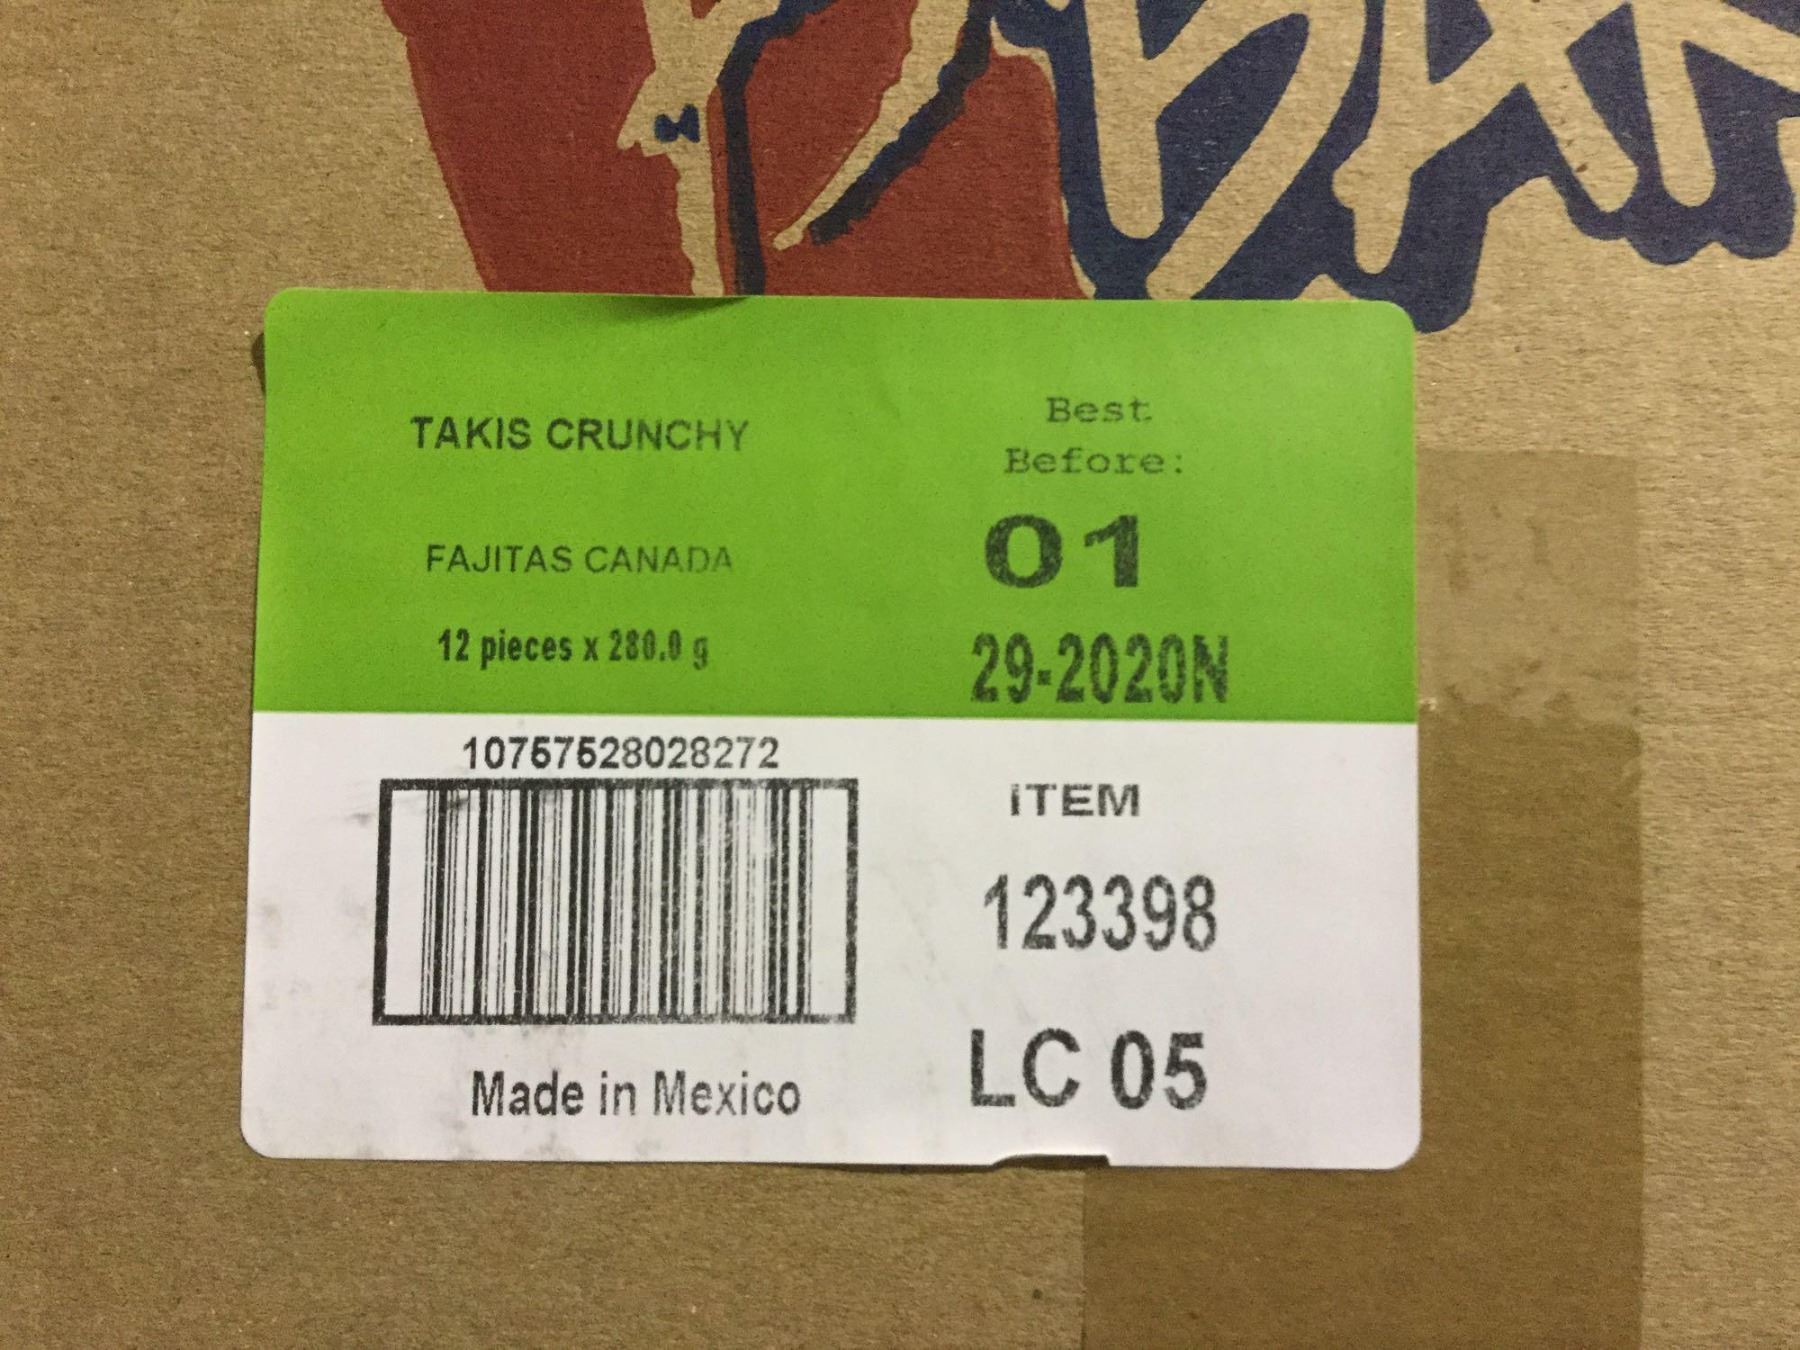 TAKIS CRUNCHY
FAJITAS CANADA
12 pieces x 280.0 g
Best
Before:
01
29-2020N
10757528028272
Made in Mexico
iTEM
123398
LC 05